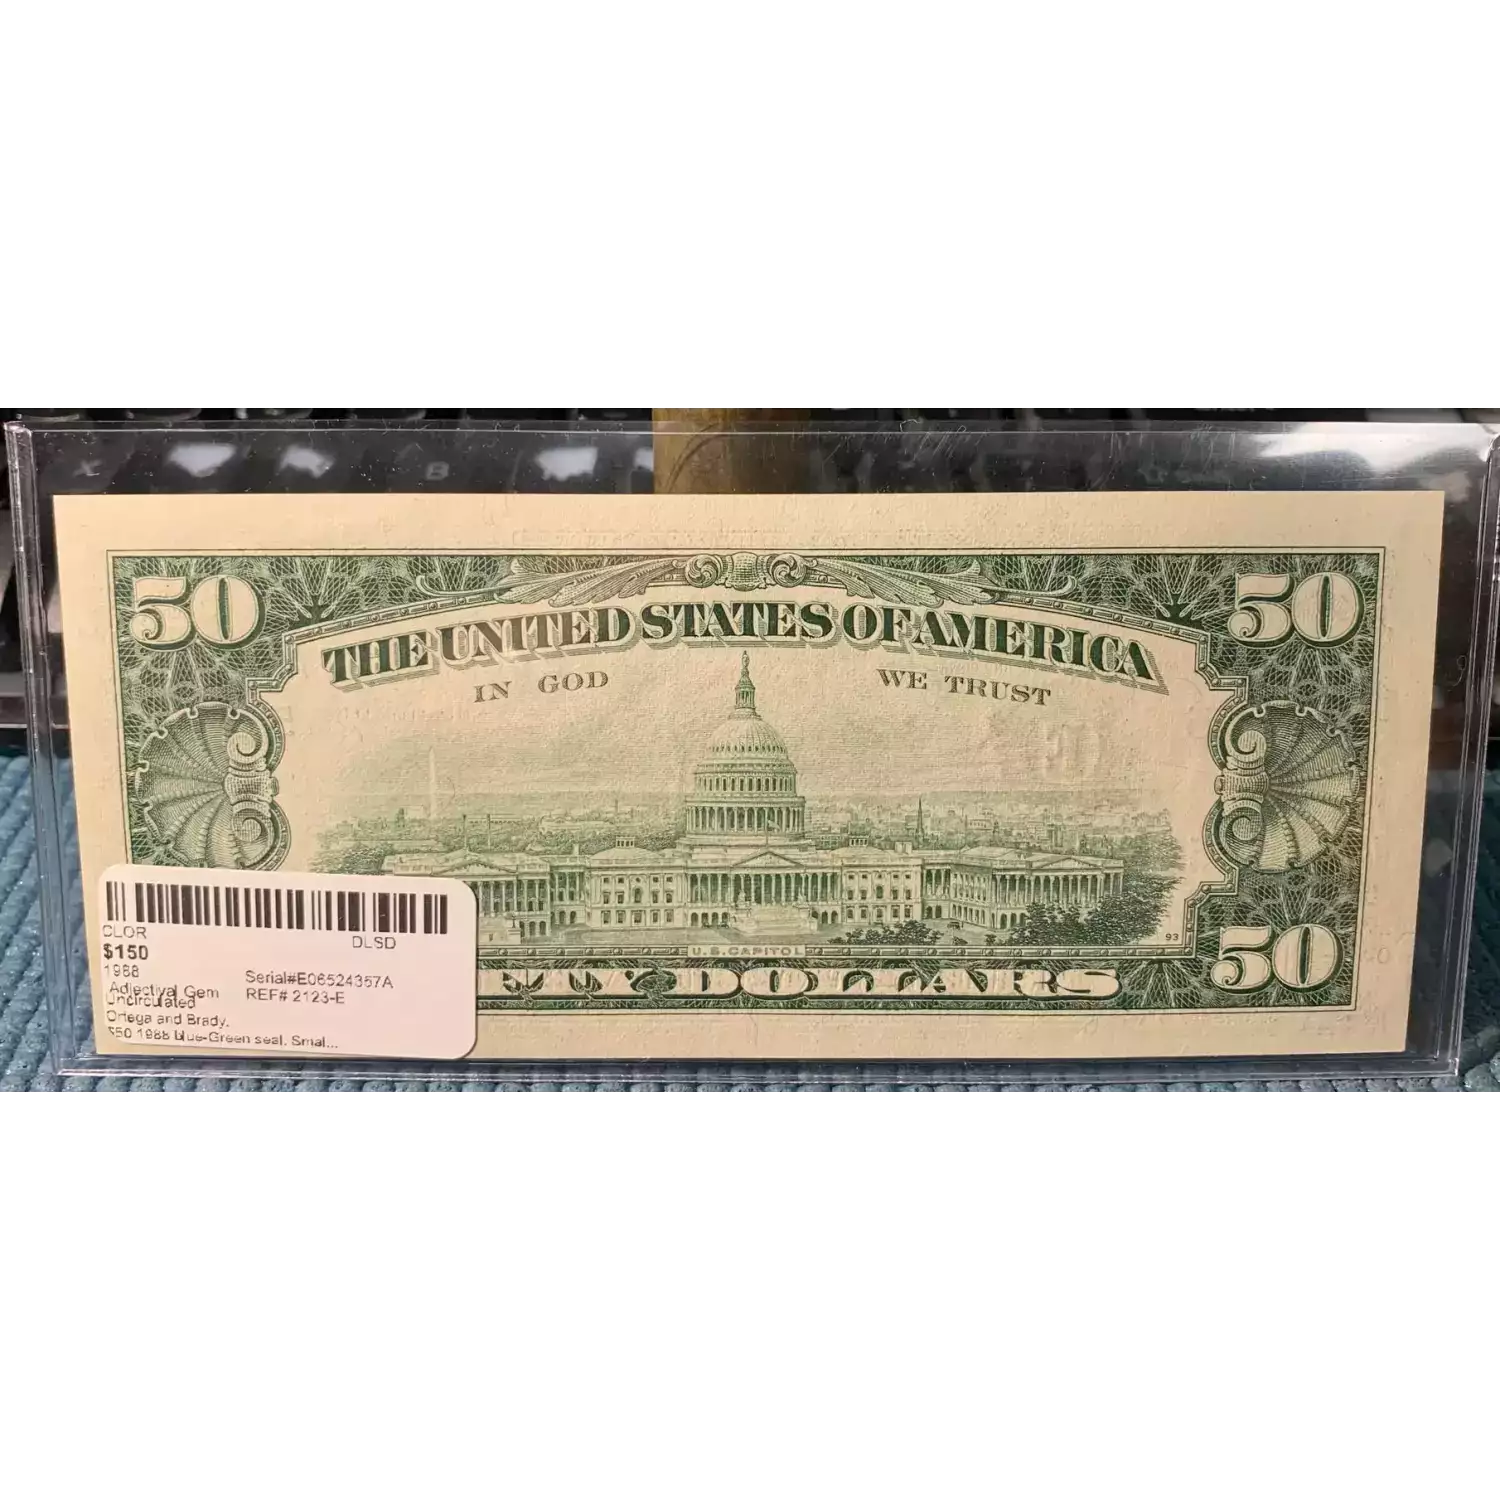 50 50
THE UNITED STATES OF AMERICA
IN GOD WE TRUST
93
U.S. CAPITOL
50
DOLLARS
CLOR DLSD
$150
1988
Serial#E06524357A
Adjectival Gem
Uncirculated
REF# 2123-E
Ortega and Brady.
$50 1988 blue-Green seal. Smal...